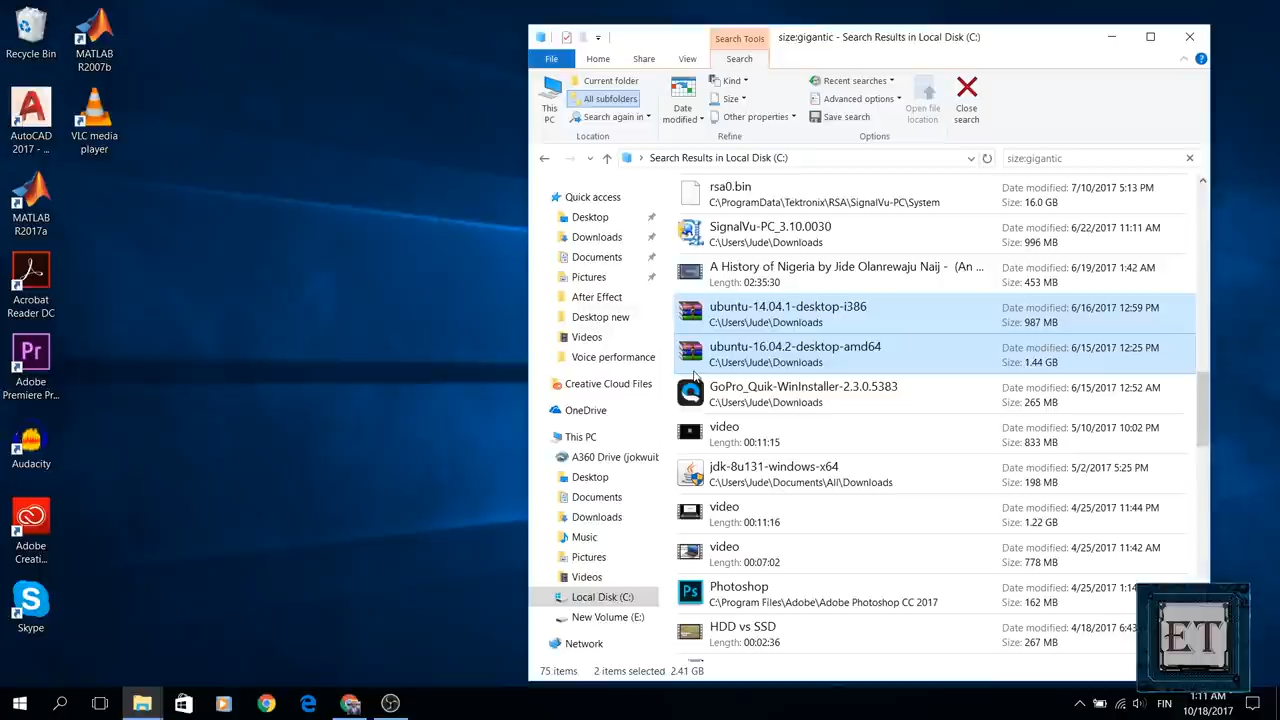 Recycle Bin
MATLAB
R2007b
AutoCAD
2017 - ...
VLC media
player
MATLAB
R2017a
Acrobat
Reader DC
Adobe
Premiere Pr...
Audacity
Adobe
Creati...
Skype
Search Tools
size:gigantic - Search Results in Local Disk (C:)
File
Home
Share
View
Search
This
PC
Current folder
All subfolders
Search again in
Location
Date
modified
Kind
Size
Other properties
Refine
Recent searches
Advanced options
Save search
Open file
location
Close
search
Options
Search Results in Local Disk (C:)
size:gigantic
Quick access
Desktop
Downloads
Documents
Pictures
After Effect
Desktop new
Videos
Voice performance
Creative Cloud Files
OneDrive
This PC
A360 Drive (jokwuib
Desktop
Documents
Downloads
Music
Pictures
Videos
Local Disk (C:)
New Volume (E:)
Network
rsa0.bin Date modified: 7/10/2017 5:13 PM
C:\ProgramData\Tektronix\RSA\SignalVu-PC\System Size: 16.0 GB
SignalVu-PC_3.10.0030 Date modified: 6/22/2017 11:11 AM
C:\Users\Jude\Downloads Size: 996 MB
A History of Nigeria by Jide Olanrewaju Naij - (An ... Date modified: 6/19/2017 1:42 AM
Length: 02:35:30 Size: 453 MB
ubuntu-14.04.1-desktop-i386 Date modified: 6/16/2017 12:59 PM
C:\Users\Jude\Downloads Size: 987 MB
ubuntu-16.04.2-desktop-amd64 Date modified: 6/15/2017 12:25 PM
C:\Users\Jude\Downloads Size: 1.44 GB
GoPro_Quik-WinInstaller-2.3.0.5383 Date modified: 6/15/2017 12:52 AM
C:\Users\Jude\Downloads Size: 265 MB
video Date modified: 5/10/2017 10:02 PM
Length: 00:11:15 Size: 833 MB
jdk-8u131-windows-x64 Date modified: 5/2/2017 5:25 PM
C:\Users\Jude\Documents\All\Downloads Size: 198 MB
video Date modified: 4/25/2017 11:44 PM
Length: 00:11:16 Size: 1.22 GB
video Date modified: 4/25/2017 11:42 AM
Length: 00:07:02 Size: 778 MB
Photoshop Date modified: 4/25/2017 1:14
C:\Program Files\Adobe\Adobe Photoshop CC 2017 Size: 162 MB
HDD vs SSD Date modified: 4/18/2017 6:43
Length: 00:02:36 Size: 267 MB
75 items 2 items selected 2.41 GB
ET
FIN
1:11 AM
10/18/2017